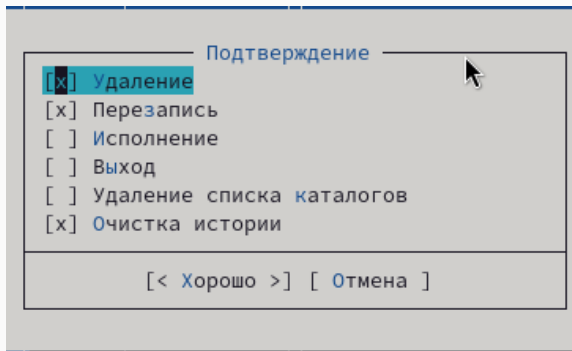 Подтверждение
[x] Удаление
[x] Перезапись
[ ] Исполнение
[ ] Выход
[ ] Удаление списка каталогов
[x] Очистка истории
[< Хорошо >] [ Отмена ]